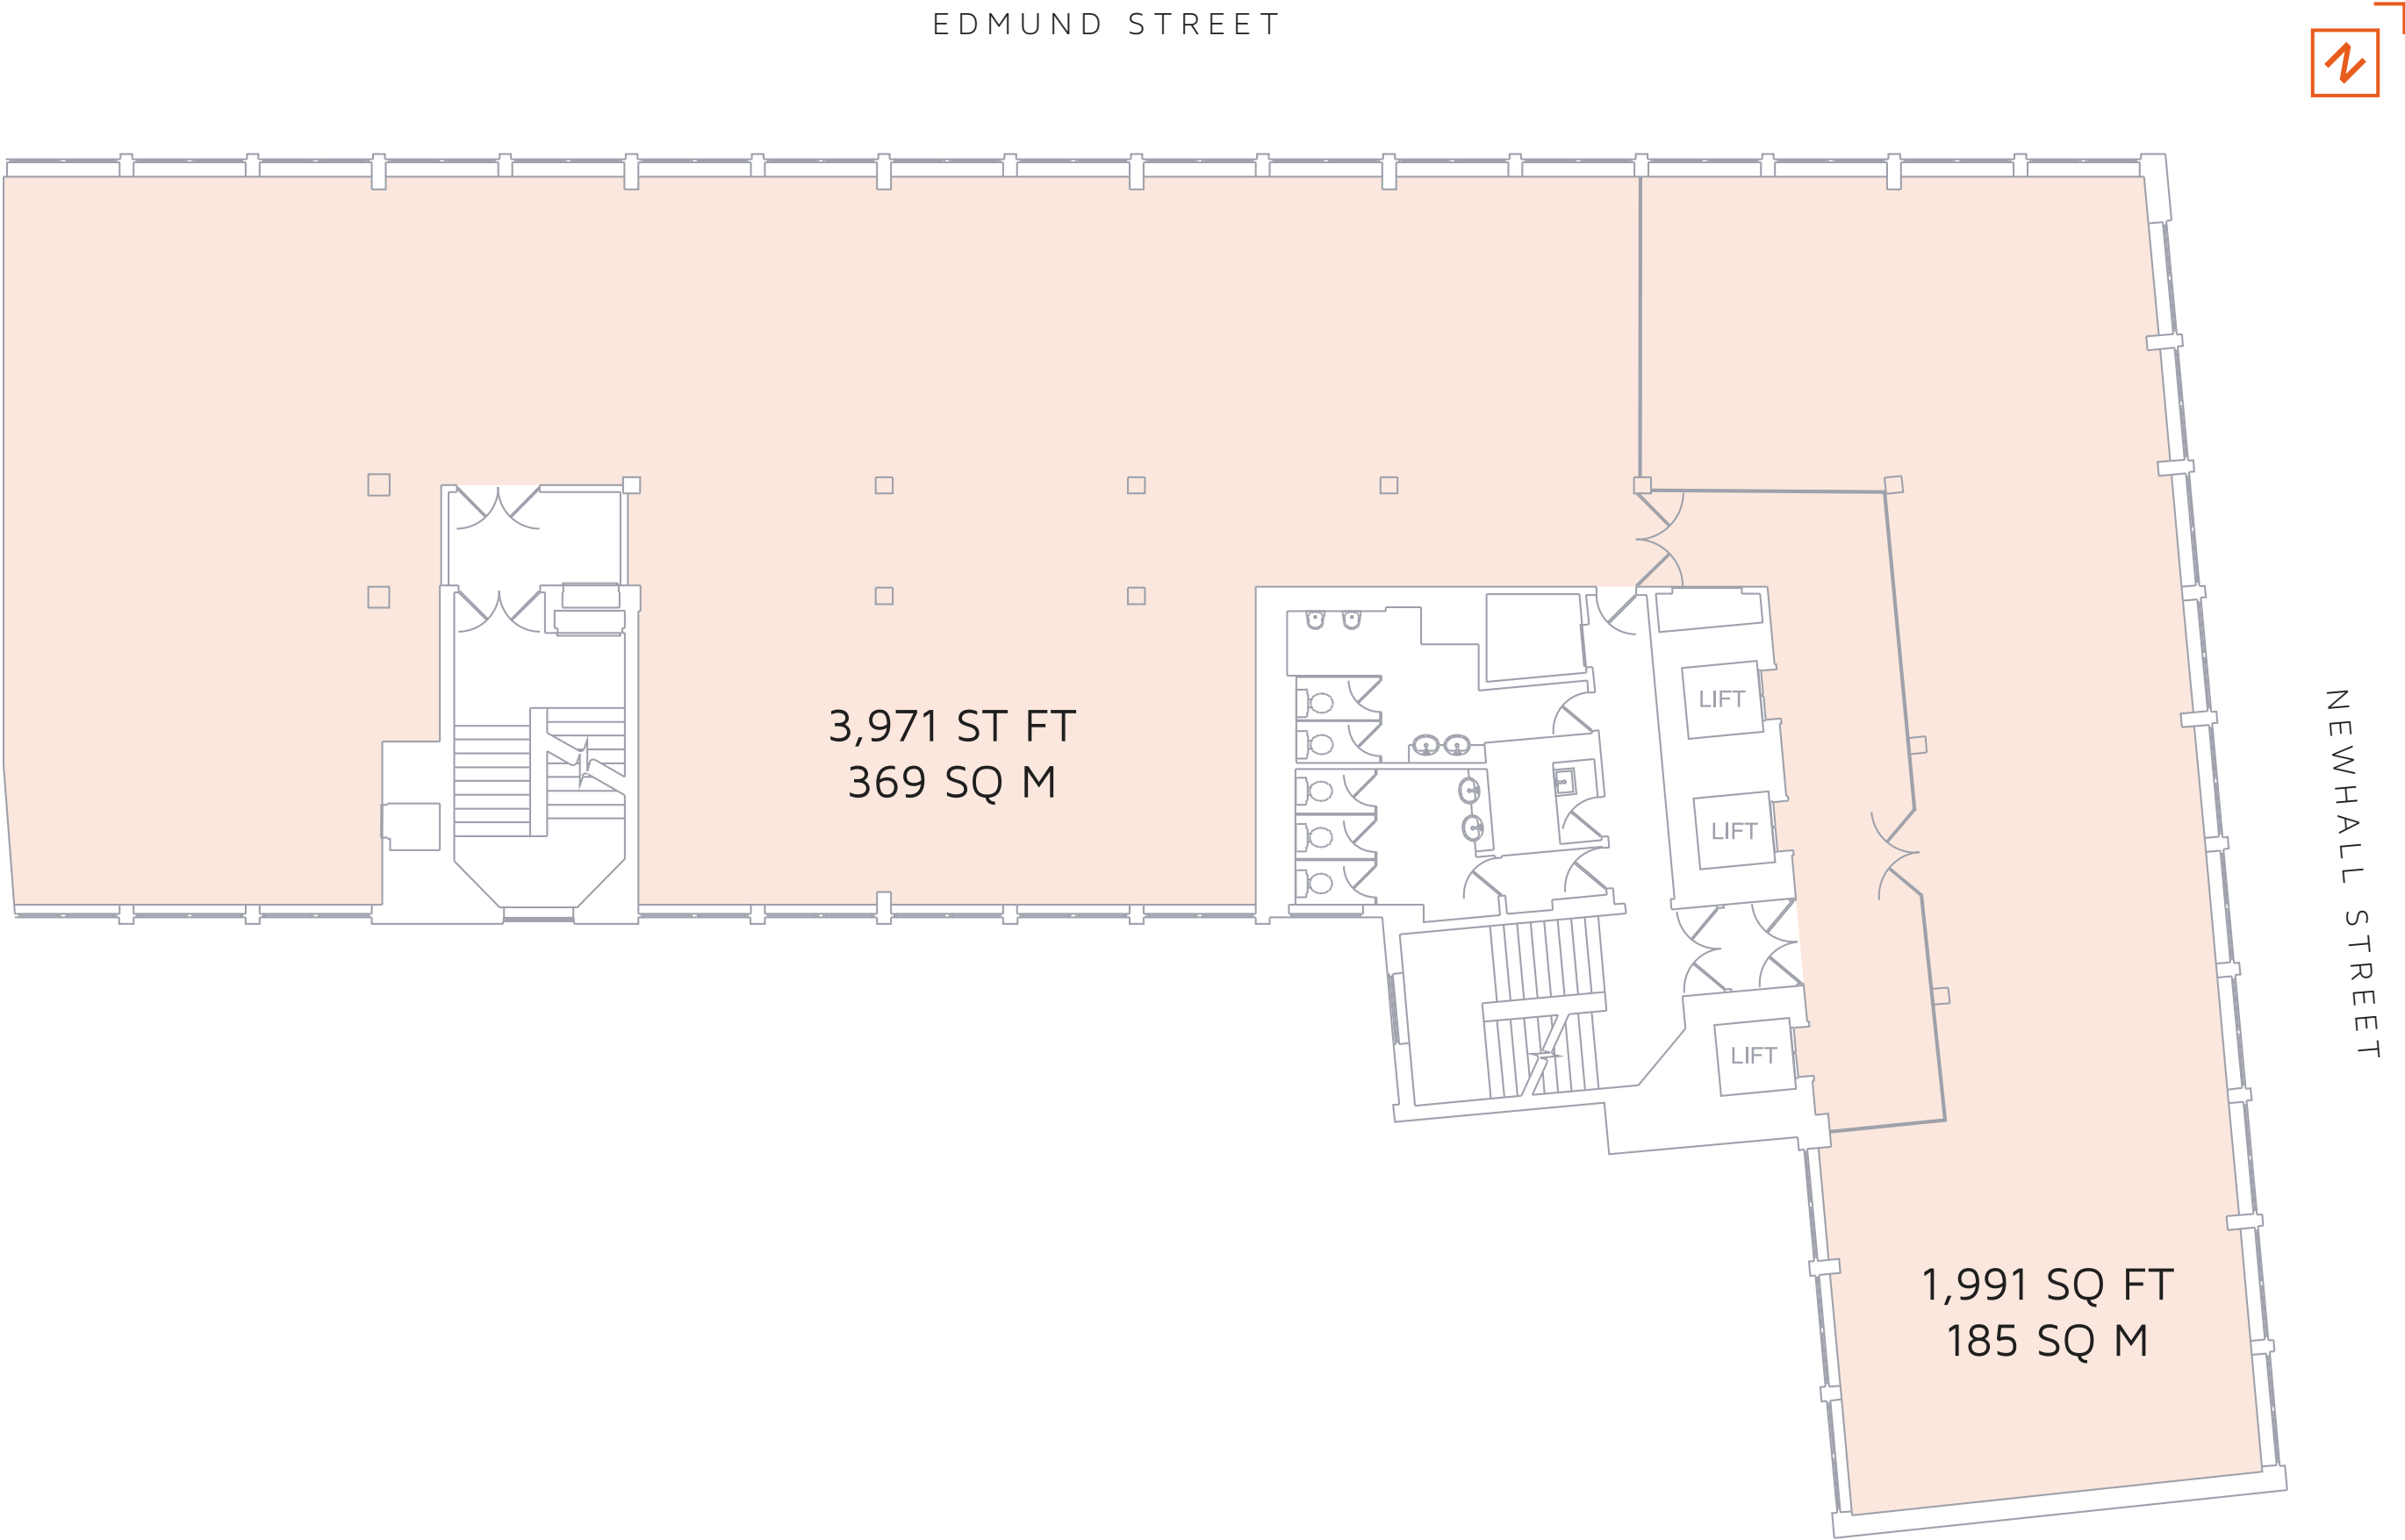 EDMUND STREET
N
3,971 ST FT
369 SQ M
LIFT
LIFT
LIFT
NEWHALL STREET
1,991 SQ FT
185 SQ M